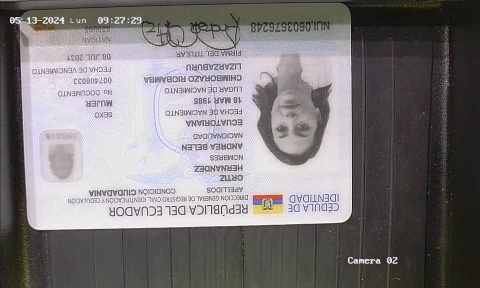 05-13-2024 Lun 09:27:29
CÉDULA DE IDENTIDAD
REPÚBLICA DEL ECUADOR
DIRECCIÓN GENERAL DE REGISTRO CIVIL, IDENTIFICACIÓN Y CEDULACIÓN
APELLIDOS
CONDICIÓN CIUDADANIA
ORTIZ
HERNANDEZ
NOMBRES
ANDREA BELEN
NACIONALIDAD
ECUATORIANA
FECHA DE NACIMIENTO
18 MAR 1985
LUGAR DE NACIMIENTO
CHIMBORAZO RIOBAMBA
LIZARZABURU
FIRMA DEL TITULAR
SEXO
MUJER
No. DOCUMENTO
007406033
FECHA DE VENCIMIENTO
08 JUL 2031
NUI.0603676248
Camera 02